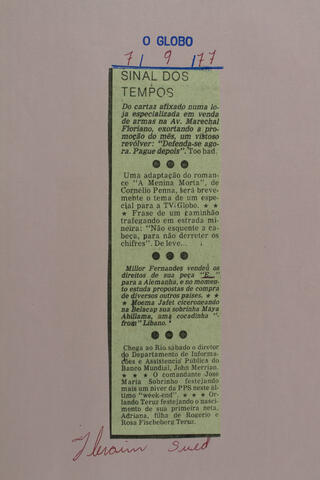 O GLOBO
7/ 9 /77
SINAL DOS
TEMPOS
Do cartaz afixado numa lo-
ja especializada em venda
de armas na Av. Marechal
Floriano, exortando a pro-
moção do mês, um vistoso
revólver: "Defenda-se ago-
ra. Pague depois". Too bad.
Uma adaptação do roman-
ce "A Menina Morta", de
Cornélio Penna, será breve-
mente o tema de um espe-
cial para a TV-Globo. ★ ★
★ Frase de um caminhão
trafegando em estrada mi-
neira: "Não esquente a ca-
beça, para não derreter os
chifres". De leve...
Millor Fernandes vendeu os
direitos de sua peça "É..."
para a Alemanha, e no momento
estuda propostas de compra
de diversos outros países. ★ ★
★ Moema Jafet ciceroneando
na Belacap sua sobrinha Maya
Abillama, uma cocadinha
"from" Líbano.
Chega ao Rio sábado o diretor
do Departamento de Informa-
ções e Assistência Pública do
Banco Mundial, John Merrian.
★ ★ ★ O comandante José
Maria Sobrinho festejando
mais um niver da PPS neste úl-
timo "week-end". ★ ★ ★ Or-
lando Teruz festejando o nasci-
mento de sua primeira neta,
Adriana, filha de Rogerio e
Rosa Fischeberg Teruz.
Ibraim Sued